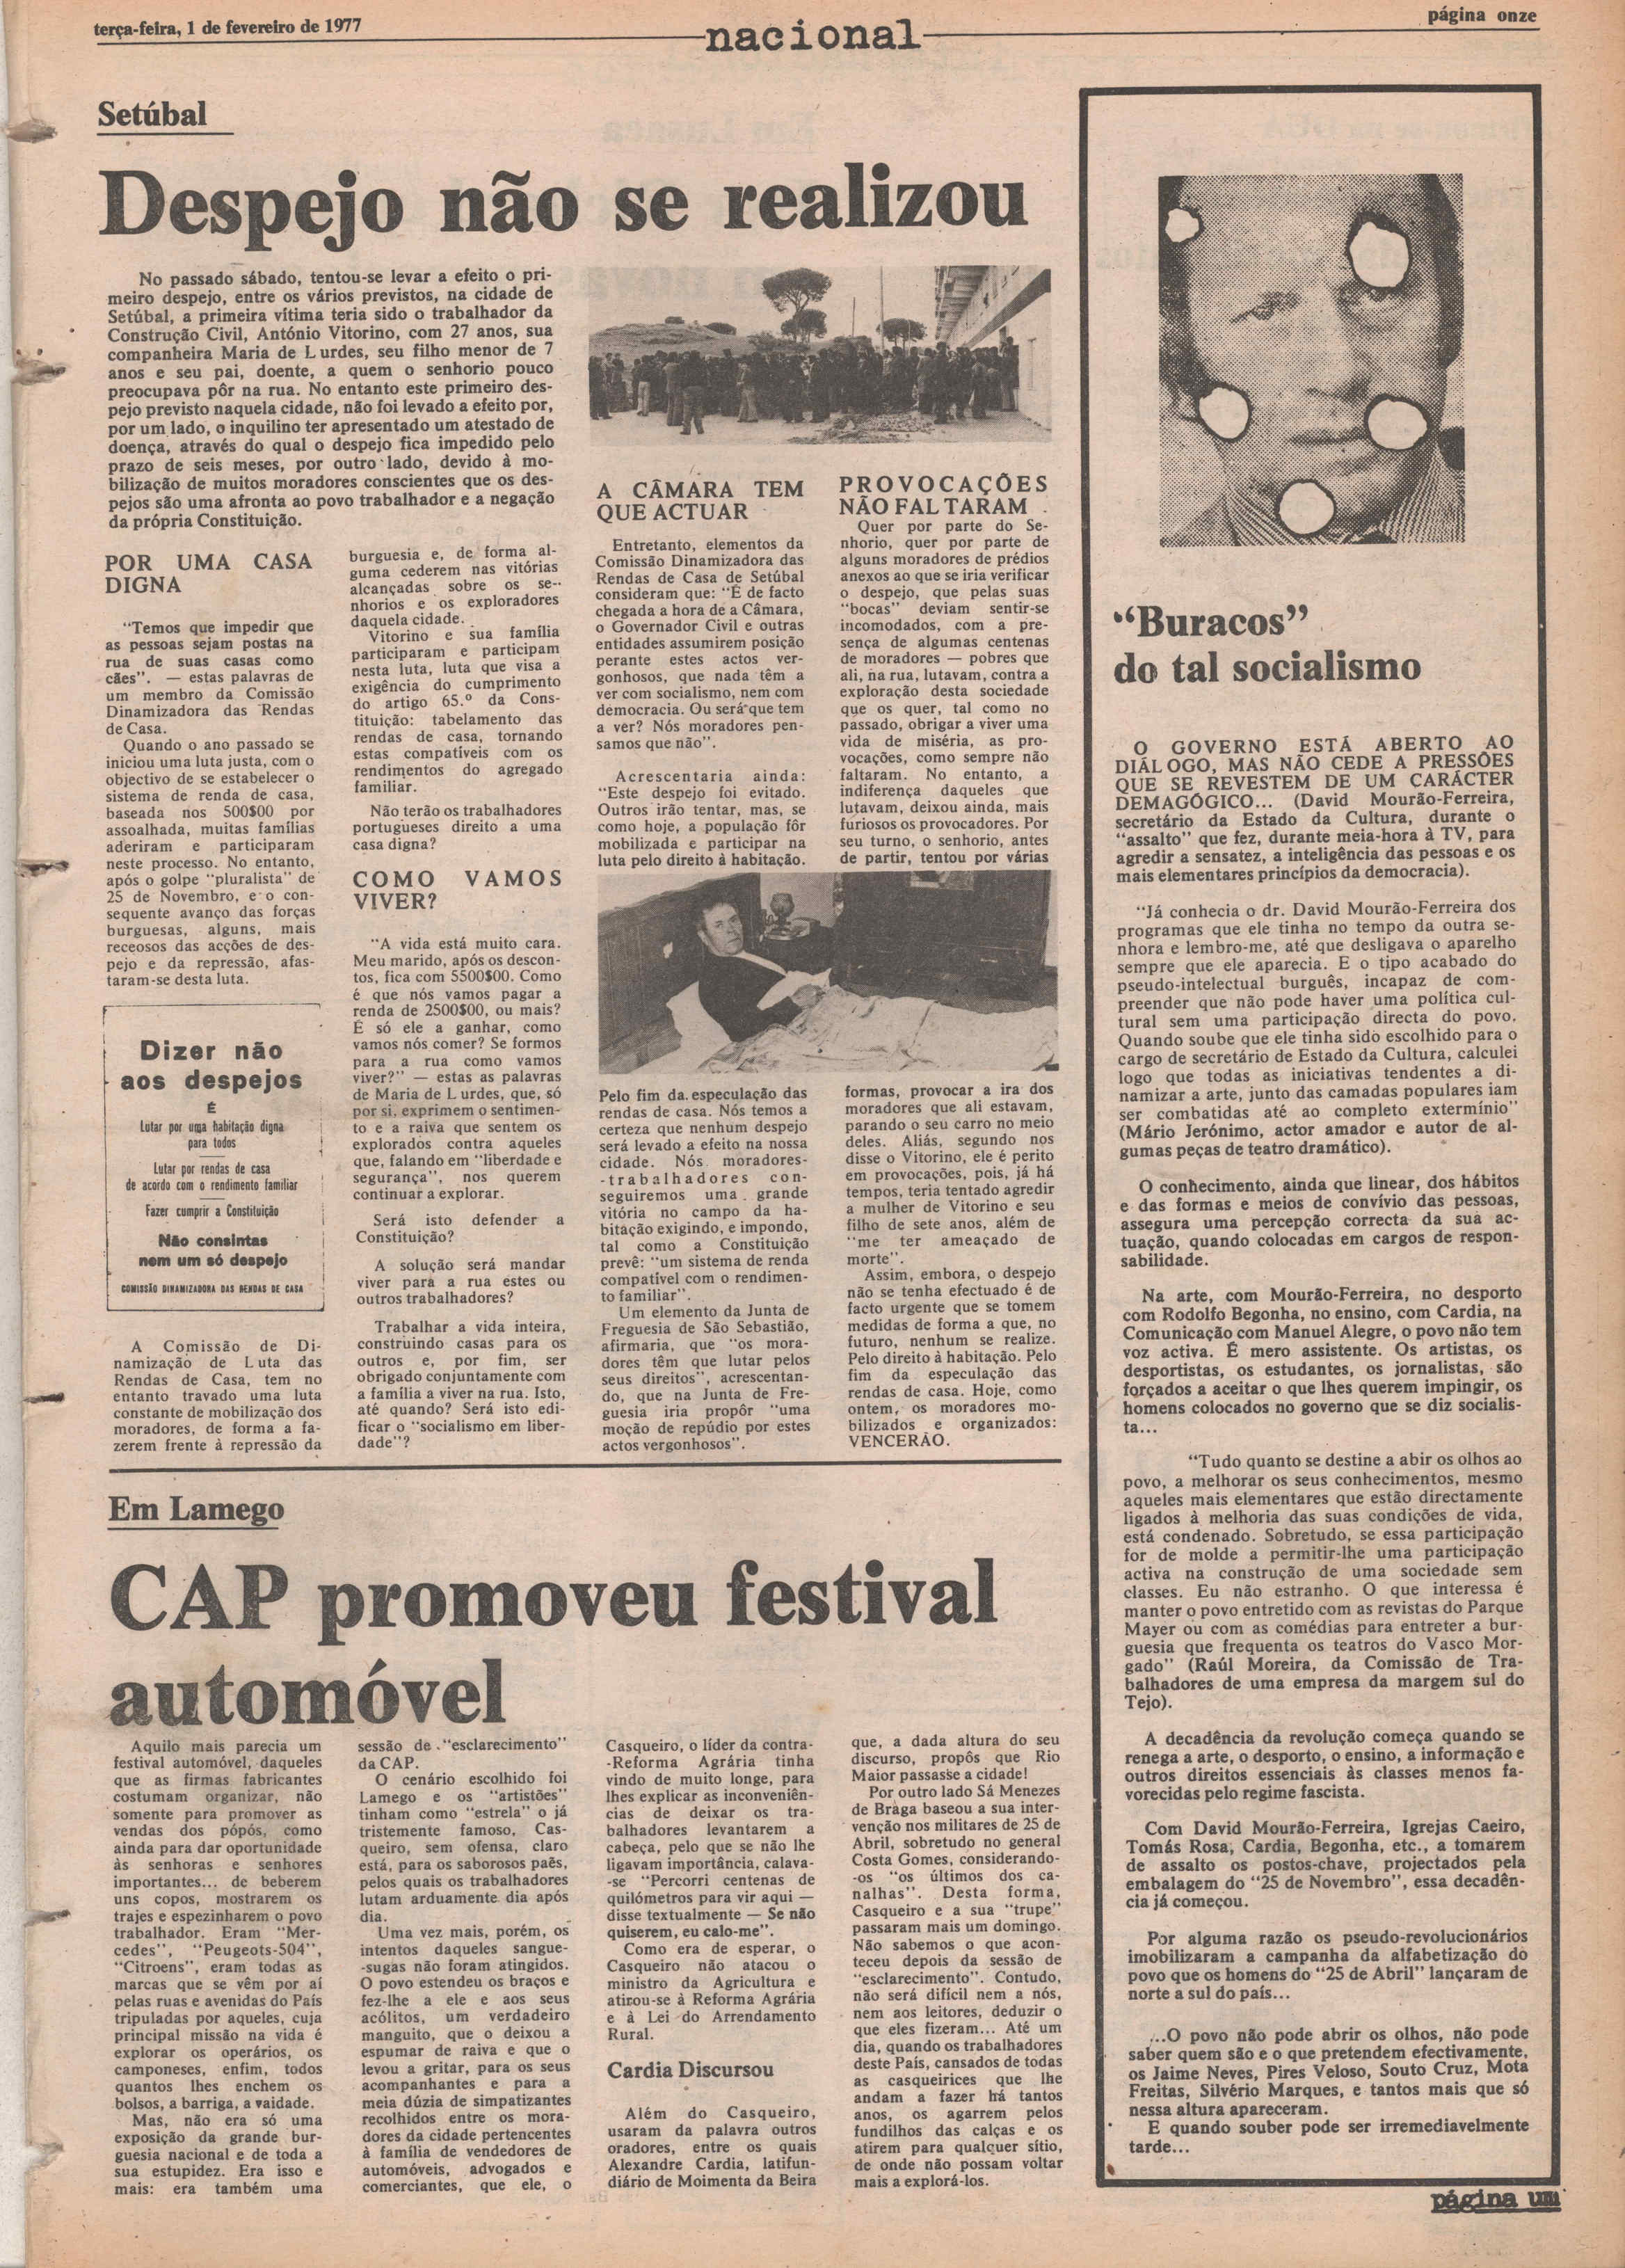 terça-feira, 1 de fevereiro de 1977
nacional
página onze
Setúbal
Despejo não se realizou
No passado sábado, tentou-se levar a efeito o pri-
meiro despejo, entre os vários previstos, na cidade de
Setúbal, a primeira vítima teria sido o trabalhador da
Construção Civil, António Vitorino, com 27 anos, sua
companheira Maria de Lurdes, seu filho menor de 7
anos e seu pai, doente, a quem o senhorio pouco
preocupava pôr na rua. No entanto este primeiro des-
pejo previsto naquela cidade, não foi levado a efeito por,
por um lado, o inquilino ter apresentado um atestado de
doença, através do qual o despejo fica impedido pelo
prazo de seis meses, por outro lado, devido à mo-
bilização de muitos moradores conscientes que os des-
pejos são uma afronta ao povo trabalhador e a negação
da própria Constituição.
POR UMA CASA
DIGNA
"Temos que impedir que
as pessoas sejam postas na
rua de suas casas como
cães". — estas palavras de
um membro da Comissão
Dinamizadora das Rendas
de Casa.
Quando o ano passado se
iniciou uma luta justa, com o
objectivo de se estabelecer o
sistema de renda de casa,
baseada nos 500$00 por
assoalhada, muitas famílias
aderiram e participaram
neste processo. No entanto,
após o golpe "pluralista" de
25 de Novembro, e o con-
sequente avanço das forças
burguesas, alguns, mais
receosos das acções de des-
pejo e da repressão, afas-
taram-se desta luta.
Dizer não
aos despejos
É
Lutar por uma habitação digna
para todos
Lutar por rendas de casa
de acordo com o rendimento familiar
Fazer cumprir a Constituição
Não consintas
nem um só despejo
COMISSÃO DINAMIZADORA DAS RENDAS DE CASA
A Comissão de Di-
namização de Luta das
Rendas de Casa, tem no
entanto travado uma luta
constante de mobilização dos
moradores, de forma a fa-
zerem frente à repressão da
burguesia e, de forma al-
guma cederem nas vitórias
alcançadas sobre os se-
nhorios e os exploradores
daquela cidade.
Vitorino e sua família
participaram e participam
nesta luta, luta que visa a
exigência do cumprimento
do artigo 65.º da Cons-
tituição: tabelamento das
rendas de casa, tornando
estas compatíveis com os
rendimentos do agregado
familiar.
Não terão os trabalhadores
portugueses direito a uma
casa digna?
COMO VAMOS
VIVER?
"A vida está muito cara.
Meu marido, após os descon-
tos, fica com 5500$00. Como
é que nós vamos pagar a
renda de 2500$00, ou mais?
É só ele a ganhar, como
vamos nós comer? Se formos
para a rua como vamos
viver?" — estas as palavras
de Maria de Lurdes, que, só
por si, exprimem o sentimen-
to e a raiva que sentem os
explorados contra aqueles
que, falando em "liberdade e
segurança", nos querem
continuar a explorar.
Será isto defender a
Constituição?
A solução será mandar
viver para a rua estes ou
outros trabalhadores?
Trabalhar a vida inteira,
construindo casas para os
outros e, por fim, ser
obrigado conjuntamente com
a família a viver na rua. Isto,
até quando? Será isto edi-
ficar o "socialismo em liber-
dade"?
A CÂMARA TEM
QUE ACTUAR
Entretanto, elementos da
Comissão Dinamizadora das
Rendas de Casa de Setúbal
consideram que: "É de facto
chegada a hora de a Câmara,
o Governador Civil e outras
entidades assumirem posição
perante estes actos ver-
gonhosos, que nada têm a
ver com socialismo, nem com
democracia. Ou será que tem
a ver? Nós moradores pen-
samos que não".
Acrescentaria ainda:
"Este despejo foi evitado.
Outros irão tentar, mas, se
como hoje, a população fôr
mobilizada e participar na
luta pelo direito à habitação.
Pelo fim da especulação das
rendas de casa. Nós temos a
certeza que nenhum despejo
será levado a efeito na nossa
cidade. Nós moradores-
-trabalhadores con-
seguiremos uma grande
vitória no campo da ha-
bitação exigindo, e impondo,
tal como a Constituição
prevê: "um sistema de renda
compatível com o rendimen-
to familiar".
Um elemento da Junta de
Freguesia de São Sebastião,
afirmaria, que "os mora-
dores têm que lutar pelos
seus direitos", acrescentan-
do, que na Junta de Fre-
guesia iria propôr "uma
moção de repúdio por estes
actos vergonhosos".
PROVOCAÇÕES
NÃO FALTARAM
Quer por parte do Se-
nhorio, quer por parte de
alguns moradores de prédios
anexos ao que se iria verificar
o despejo, que pelas suas
"bocas" deviam sentir-se
incomodados, com a pre-
sença de algumas centenas
de moradores — pobres que
ali, na rua, lutavam, contra a
exploração desta sociedade
que os quer, tal como no
passado, obrigar a viver uma
vida de miséria, as pro-
vocações, como sempre não
faltaram. No entanto, a
indiferença daqueles que
lutavam, deixou ainda, mais
furiosos os provocadores. Por
seu turno, o senhorio, antes
de partir, tentou por várias
formas, provocar a ira dos
moradores que ali estavam,
parando o seu carro no meio
deles. Aliás, segundo nos
disse o Vitorino, ele é perito
em provocações, pois, já há
tempos, teria tentado agredir
a mulher de Vitorino e seu
filho de sete anos, além de
"me ter ameaçado de
morte".
Assim, embora, o despejo
não se tenha efectuado é de
facto urgente que se tomem
medidas de forma a que, no
futuro, nenhum se realize.
Pelo direito à habitação. Pelo
fim da especulação das
rendas de casa. Hoje, como
ontem, os moradores mo-
bilizados e organizados:
VENCERÃO.
Em Lamego
CAP promoveu festival
automóvel
Aquilo mais parecia um
festival automóvel, daqueles
que as firmas fabricantes
costumam organizar, não
somente para promover as
vendas dos pópós, como
ainda para dar oportunidade
às senhoras e senhores
importantes... de beberem
uns copos, mostrarem os
trajes e espezinharem o povo
trabalhador. Eram "Mer-
cedes", "Peugeots-504",
"Citroens", eram todas as
marcas que se vêm por aí
pelas ruas e avenidas do País
tripuladas por aqueles, cuja
principal missão na vida é
explorar os operários, os
camponeses, enfim, todos
quantos lhes enchem os
bolsos, a barriga, a vaidade.
Mas, não era só uma
exposição da grande bur-
guesia nacional e de toda a
sua estupidez. Era isso e
mais: era também uma
sessão de "esclarecimento"
da CAP.
O cenário escolhido foi
Lamego e os "artistões"
tinham como "estrela" o já
tristemente famoso, Cas-
queiro, sem ofensa, claro
está, para os saborosos paês,
pelos quais os trabalhadores
lutam arduamente dia após
dia.
Uma vez mais, porém, os
intentos daqueles sangue-
-sugas não foram atingidos.
O povo estendeu os braços e
fez-lhe a ele e aos seus
acólitos, um verdadeiro
manguito, que o deixou a
espumar de raiva e que o
levou a gritar, para os seus
acompanhantes e para a
meia dúzia de simpatizantes
recolhidos entre os mora-
dores da cidade pertencentes
à família de vendedores de
automóveis, advogados e
comerciantes, que ele, o
Casqueiro, o líder da contra-
-Reforma Agrária tinha
vindo de muito longe, para
lhes explicar as inconveniên-
cias de deixar os tra-
balhadores levantarem a
cabeça, pelo que se não lhe
ligavam importância, calava-
-se "Percorri centenas de
quilómetros para vir aqui —
disse textualmente — Se não
quiserem, eu calo-me".
Como era de esperar, o
Casqueiro não atacou o
ministro da Agricultura e
atirou-se à Reforma Agrária
e à Lei do Arrendamento
Rural.
Cardia Discursou
Além do Casqueiro,
usaram da palavra outros
oradores, entre os quais
Alexandre Cardia, latifun-
diário de Moimenta da Beira
que, a dada altura do seu
discurso, propôs que Rio
Maior passasse a cidade!
Por outro lado Sá Menezes
de Braga baseou a sua inter-
venção nos militares de 25 de
Abril, sobretudo no general
Costa Gomes, considerando-
-os "os últimos dos ca-
nalhas". Desta forma,
Casqueiro e a sua "trupe"
passaram mais um domingo.
Não sabemos o que acon-
teceu depois da sessão de
"esclarecimento". Contudo,
não será difícil nem a nós,
nem aos leitores, deduzir o
que eles fizeram... Até um
dia, quando os trabalhadores
deste País, cansados de todas
as casqueirices que lhe
andam a fazer há tantos
anos, os agarrem pelos
fundilhos das calças e os
atirem para qualquer sítio,
de onde não possam voltar
mais a explorá-los.
"Buracos"
do tal socialismo
O GOVERNO ESTÁ ABERTO AO
DIÁLOGO, MAS NÃO CEDE A PRESSÕES
QUE SE REVESTEM DE UM CARÁCTER
DEMAGÓGICO... (David Mourão-Ferreira,
secretário da Estado da Cultura, durante o
"assalto" que fez, durante meia-hora à TV, para
agredir a sensatez, a inteligência das pessoas e os
mais elementares princípios da democracia).
"Já conhecia o dr. David Mourão-Ferreira dos
programas que ele tinha no tempo da outra se-
nhora e lembro-me, até que desligava o aparelho
sempre que ele aparecia. E o tipo acabado do
pseudo-intelectual burguês, incapaz de com-
preender que não pode haver uma política cul-
tural sem uma participação directa do povo.
Quando soube que ele tinha sido escolhido para o
cargo de secretário de Estado da Cultura, calculei
logo que todas as iniciativas tendentes a di-
namizar a arte, junto das camadas populares iam
ser combatidas até ao completo extermínio"
(Mário Jerónimo, actor amador e autor de al-
gumas peças de teatro dramático).
O conhecimento, ainda que linear, dos hábitos
e das formas e meios de convívio das pessoas,
assegura uma percepção correcta da sua ac-
tuação, quando colocadas em cargos de respon-
sabilidade.
Na arte, com Mourão-Ferreira, no desporto
com Rodolfo Begonha, no ensino, com Cardia, na
Comunicação com Manuel Alegre, o povo não tem
voz activa. É mero assistente. Os artistas, os
desportistas, os estudantes, os jornalistas, são
forçados a aceitar o que lhes querem impingir, os
homens colocados no governo que se diz socialis-
ta...
"Tudo quanto se destine a abir os olhos ao
povo, a melhorar os seus conhecimentos, mesmo
aqueles mais elementares que estão directamente
ligados à melhoria das suas condições de vida,
está condenado. Sobretudo, se essa participação
for de molde a permitir-lhe uma participação
activa na construção de uma sociedade sem
classes. Eu não estranho. O que interessa é
manter o povo entretido com as revistas do Parque
Mayer ou com as comédias para entreter a bur-
guesia que frequenta os teatros do Vasco Mor-
gado" (Raúl Moreira, da Comissão de Tra-
balhadores de uma empresa da margem sul do
Tejo).
A decadência da revolução começa quando se
renega a arte, o desporto, o ensino, a informação e
outros direitos essenciais às classes menos fa-
vorecidas pelo regime fascista.
Com David Mourão-Ferreira, Igrejas Caeiro,
Tomás Rosa, Cardia, Begonha, etc., a tomarem
de assalto os postos-chave, projectados pela
embalagem do "25 de Novembro", essa decadên-
cia já começou.
Por alguma razão os pseudo-revolucionários
imobilizaram a campanha da alfabetização do
povo que os homens do "25 de Abril" lançaram de
norte a sul do país...
...O povo não pode abrir os olhos, não pode
saber quem são e o que pretendem efectivamente,
os Jaime Neves, Pires Veloso, Souto Cruz, Mota
Freitas, Silvério Marques, e tantos mais que só
nessa altura apareceram.
E quando souber pode ser irremediavelmente
tarde...
página um